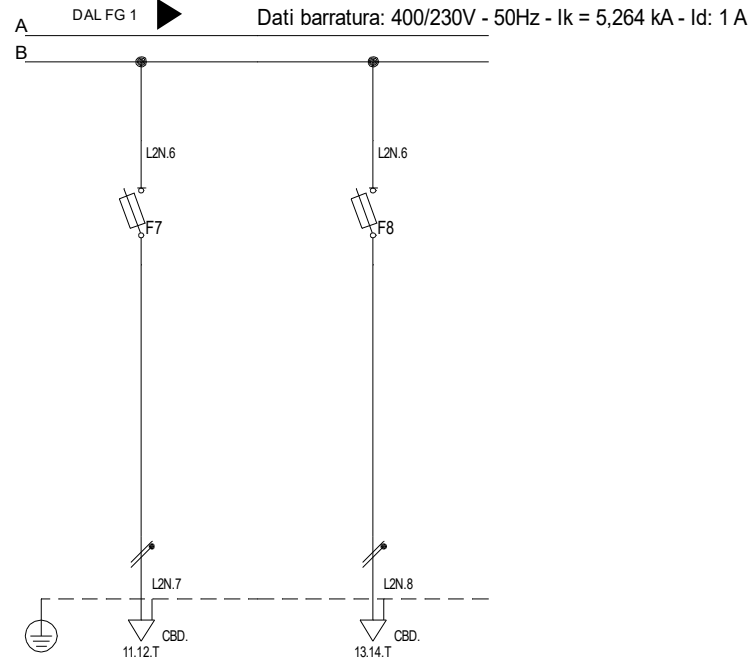 DAL FG 1
Dati barratura: 400/230V - 50Hz - Ik = 5,264 kA - Id: 1 A
A
B
L2N.6
L2N.6
F7
F8
L2N.7
L2N.8
CBD.
CBD.
11.12.T
13.14.T